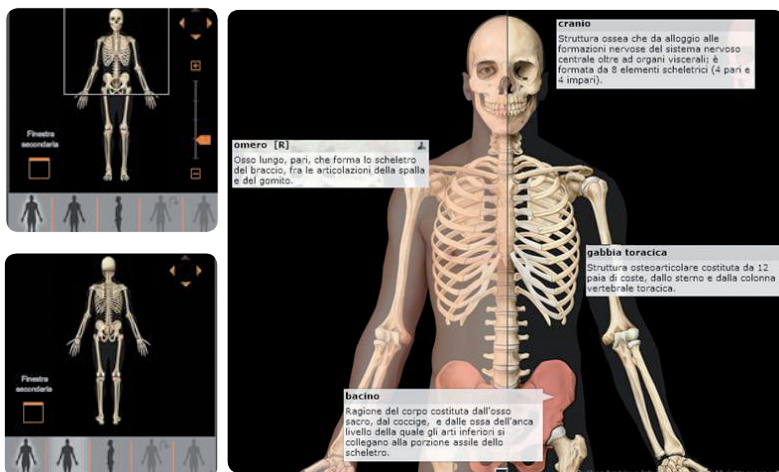 Finestra
secondaria
Finestra
secondaria
cranio
Struttura ossea che da alloggio alle
formazioni nervose del sistema nervoso
centrale oltre ad organi viscerali; è
formata da 8 elementi scheletrici (4 pari e
4 impari).
omero [R]
Osso lungo, pari, che forma lo scheletro
del braccio, fra le articolazioni della spalla
e del gomito.
gabbia toracica
Struttura osteoarticolare costituta da 12
paia di coste, dallo sterno e dalla colonna
vertebrale toracica.
bacino
Ragione del corpo costituta dall'osso
sacro, dal coccige, e dalle ossa dell'anca
livello della quale gli arti inferiori si
collegano alla porzione assile dello
scheletro.